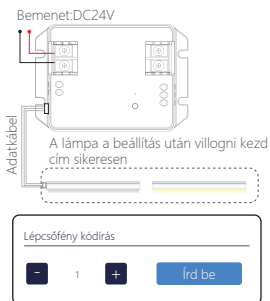 Bemenet:DC24V
Adatkábel
A lámpa a beállítás után villogni kezd
cím sikeresen
Lépcsőfény kódírás
-
1
+
Írd be